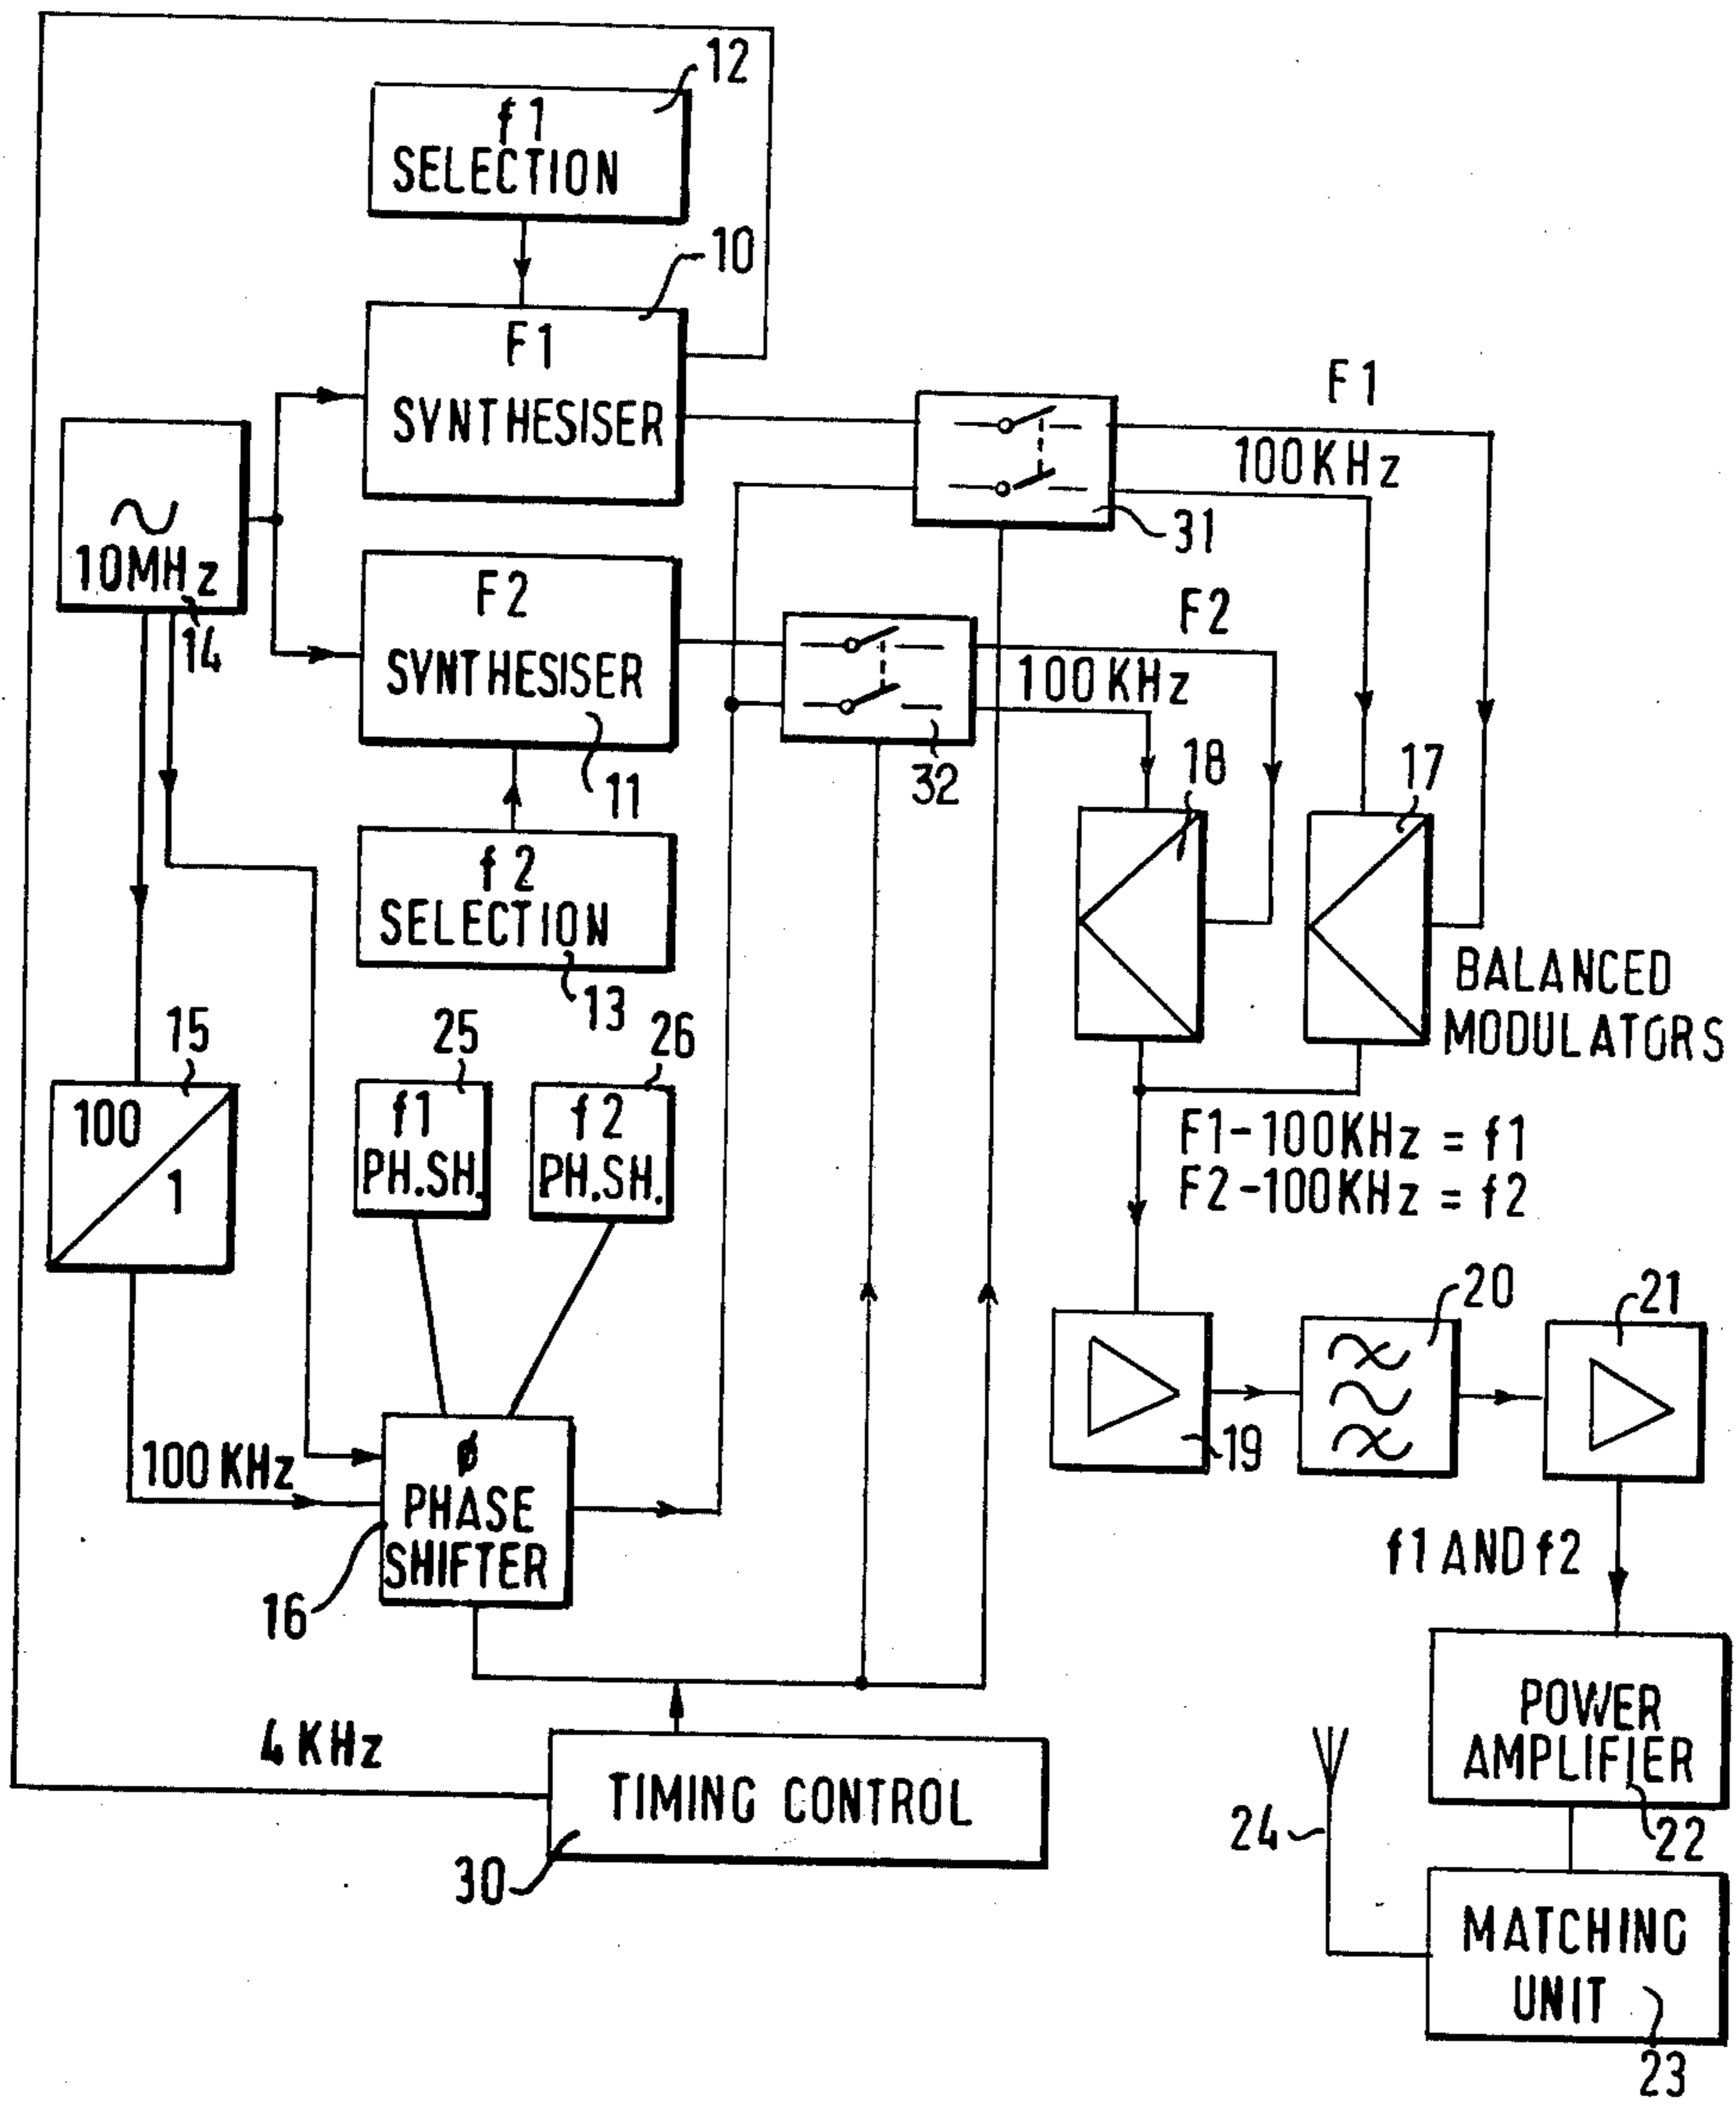 12
f1
SELECTION
10
F1
SYNTHESISER
F1
100KHz
31
10MHz
14
F2
SYNTHESISER
11
F2
100KHz
32
18
17
f2
SELECTION
13
BALANCED
MODULATORS
15
100
1
25
26
f1
PH.SH.
f2
PH.SH.
F1-100KHz = f1
F2-100KHz = f2
19
20
21
100KHz
ø
PHASE
SHIFTER
16
f1 AND f2
4KHz
TIMING CONTROL
30
POWER
AMPLIFIER
22
24
MATCHING
UNIT
23